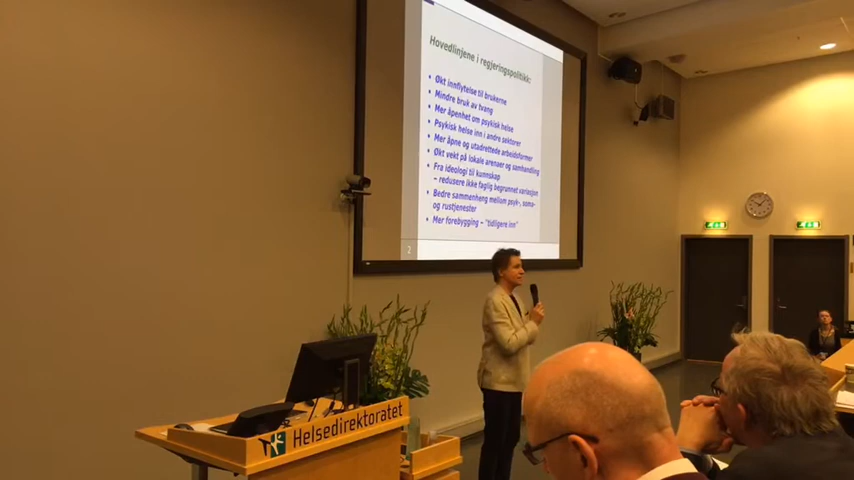 Hovedlinjene i regjeringspolitikk:
• Økt innflytelse til brukerne
• Mindre bruk av tvang
• Mer åpenhet om psykisk helse
• Psykisk helse inn i andre sektorer
• Mer åpne og utadrettede arbeidsformer
• Økt vekt på lokale arenaer og samhandling
• Fra ideologi til kunnskap
– redusere ikke faglig begrunnet variasjon
• Bedre sammenheng mellom psyk-, soma-
og rustjenester
• Mer forebygging – "tidligere inn"
2
Helsedirektoratet